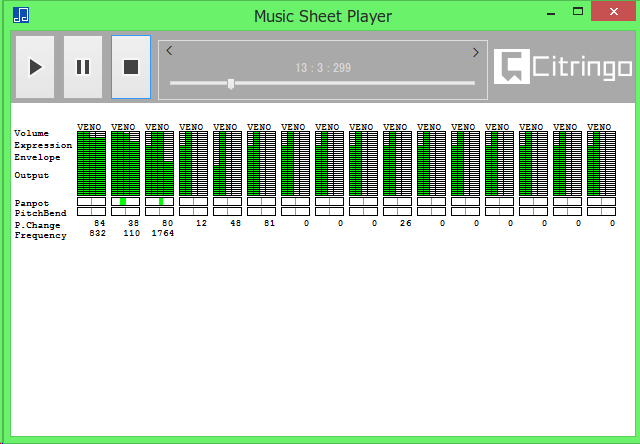 Music Sheet Player
13 : 3 : 299
Citringo
VENO VENO VENO VENO VENO VENO VENO VENO VENO VENO VENO VENO VENO VENO VENO VENO
Volume
Expression
Envelope
Output
Panpot
PitchBend
P.Change 84 38 80 12 48 81 0 0 0 26 0 0 0 0 0 0
Frequency 832 110 1764